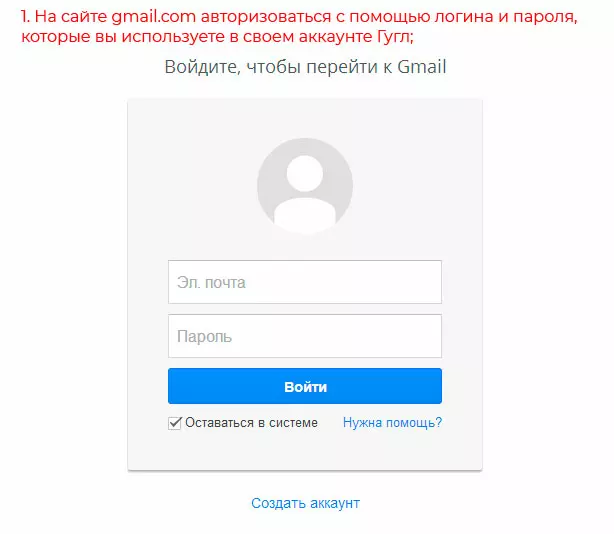 1. На сайте gmail.com авторизоваться с помощью логина и пароля,
которые вы используете в своем аккаунте Гугл;
Войдите, чтобы перейти к Gmail
Эл. почта
Пароль
Войти
Оставаться в системе Нужна помощь?
Создать аккаунт